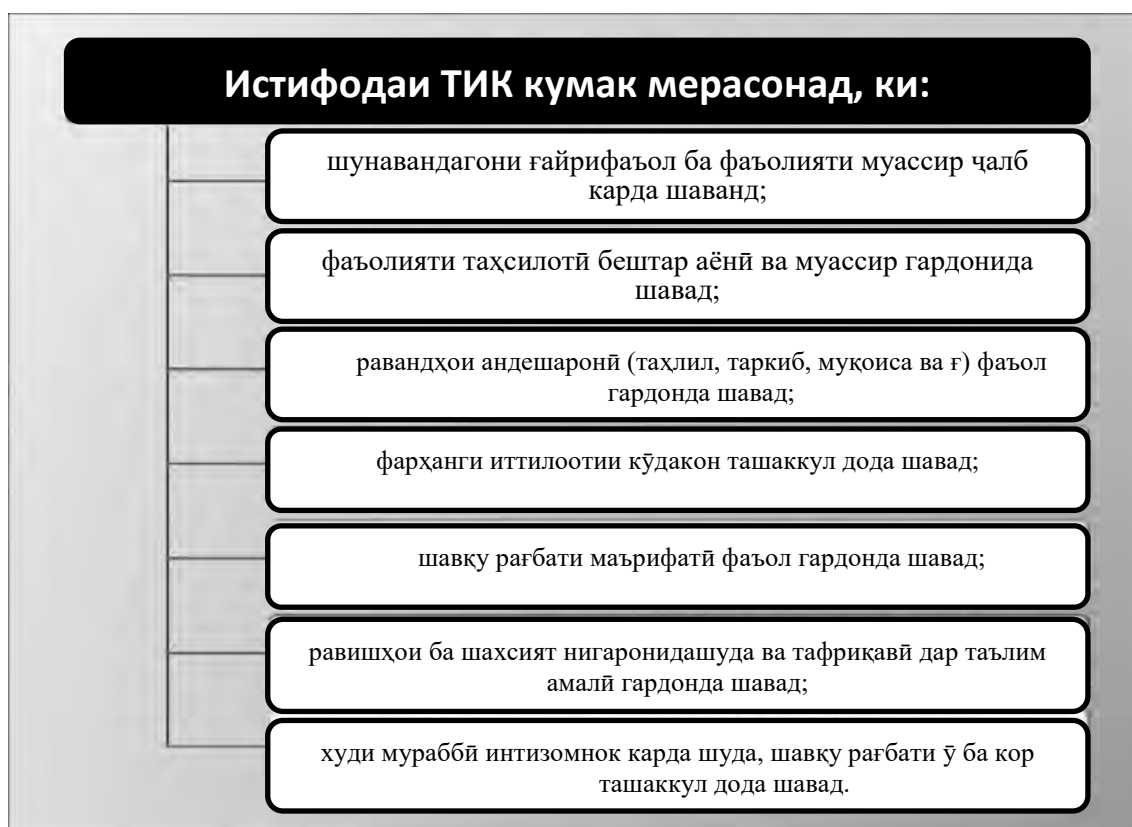 Истифодаи ТИК кумак мерасонад, ки:
шунавандагони ғайрифаъол ба фаъолияти муассир ҷалб
карда шаванд;
фаъолияти таҳсилотӣ бештар аёнӣ ва муассир гардонида
шавад;
равандҳои андешаронӣ (таҳлил, таркиб, муқоиса ва ғ) фаъол
гардонда шавад;
фарҳанги иттилоотии кӯдакон ташаккул дода шавад;
шавқу рағбати маърифатӣ фаъол гардонда шавад;
равишҳои ба шахсият нигаронидашуда ва тафриқавӣ дар таълим
амалӣ гардонда шавад;
худи мураббӣ интизомнок карда шуда, шавқу рағбати ӯ ба кор
ташаккул дода шавад.